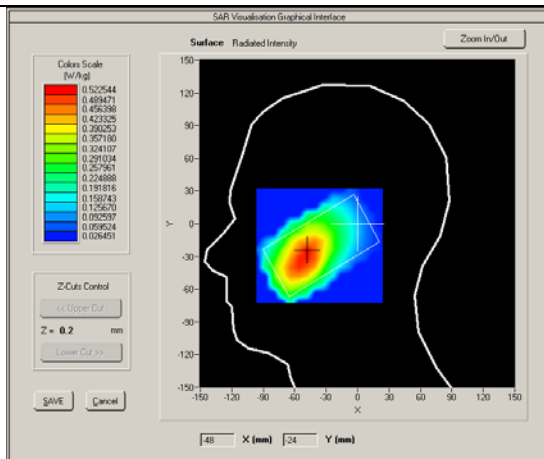 SAR Visualisation Graphical Interface
Surface Radiated Intensity
Zoom In/Out
Colors Scale
(W/kg)
0.522544
0.489471
0.456398
0.423325
0.390253
0.357180
0.324107
0.291034
0.257961
0.224888
0.191816
0.158743
0.125670
0.092597
0.059524
0.026451
Z-Cuts Control
<< Upper Cut
Z = 0.2 mm
Lower Cut >>
SAVE Cancel
150
120
90
60
30
0
-30
-60
-90
-120
-150
Y
-150 -120 -90 -60 -30 0 30 60 90 120 150
X
-48 X (mm) -24 Y (mm)